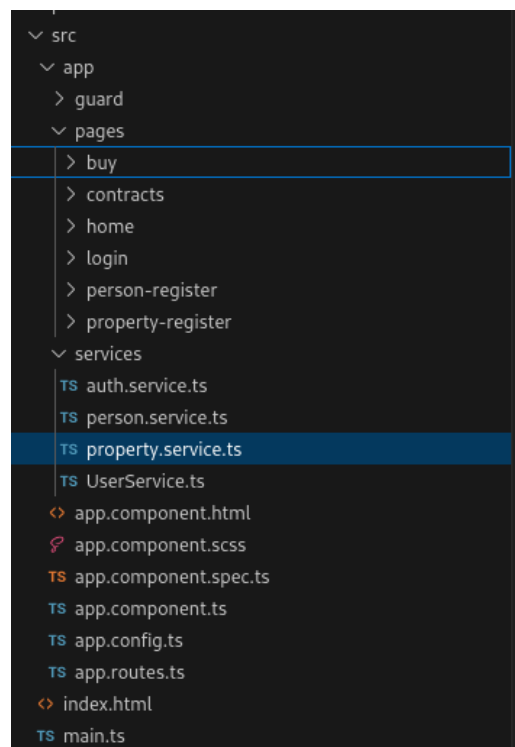 src
app
guard
pages
buy
contracts
home
login
person-register
property-register
services
TS auth.service.ts
TS person.service.ts
TS property.service.ts
TS UserService.ts
<> app.component.html
app.component.scss
TS app.component.spec.ts
TS app.component.ts
TS app.config.ts
TS app.routes.ts
<> index.html
TS main.ts